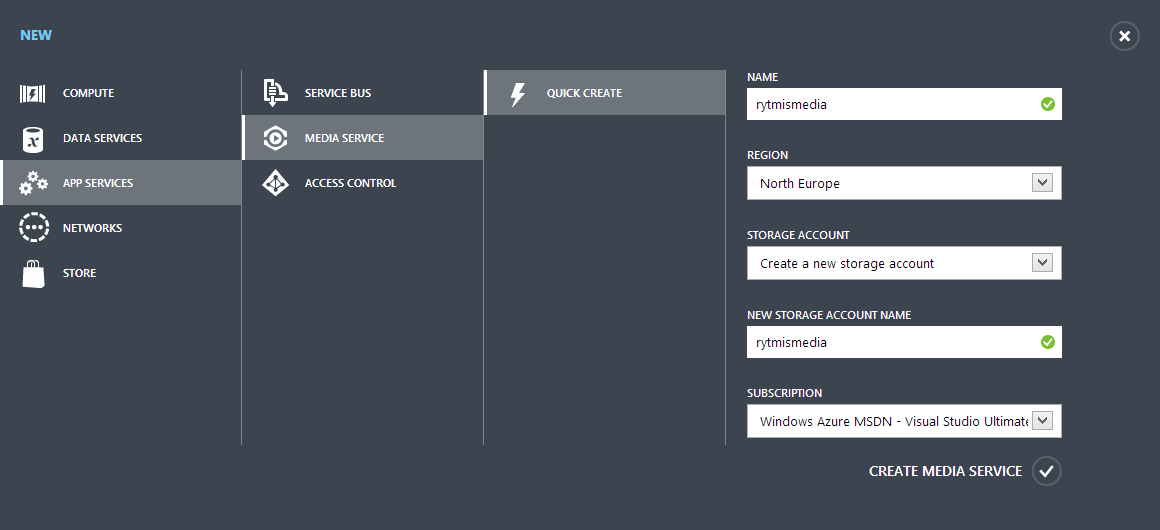 NEW
COMPUTE
DATA SERVICES
APP SERVICES
NETWORKS
STORE
SERVICE BUS
MEDIA SERVICE
ACCESS CONTROL
QUICK CREATE
NAME
rytmismedia
REGION
North Europe
STORAGE ACCOUNT
Create a new storage account
NEW STORAGE ACCOUNT NAME
rytmismedia
SUBSCRIPTION
Windows Azure MSDN - Visual Studio Ultimate
CREATE MEDIA SERVICE